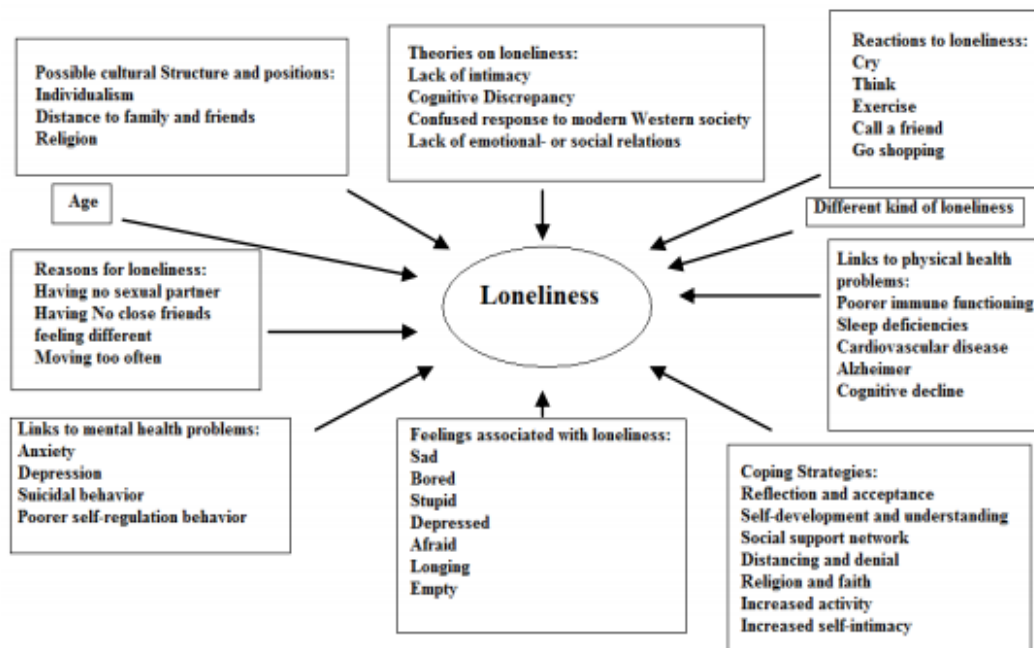 Possible cultural Structure and positions:
Individualism
Distance to family and friends
Religion
Theories on loneliness:
Lack of intimacy
Cognitive Discrepancy
Confused response to modern Western society
Lack of emotional- or social relations
Reactions to loneliness:
Cry
Think
Exercise
Call a friend
Go shopping
Age
Different kind of loneliness
Reasons for loneliness:
Having no sexual partner
Having No close friends
feeling different
Moving too often
Loneliness
Links to physical health
problems:
Poorer immune functioning
Sleep deficiencies
Cardiovascular disease
Alzheimer
Cognitive decline
Links to mental health problems:
Anxiety
Depression
Suicidal behavior
Poorer self-regulation behavior
Feelings associated with loneliness:
Sad
Bored
Stupid
Depressed
Afraid
Longing
Empty
Coping Strategies:
Reflection and acceptance
Self-development and understanding
Social support network
Distancing and denial
Religion and faith
Increased activity
Increased self-intimacy